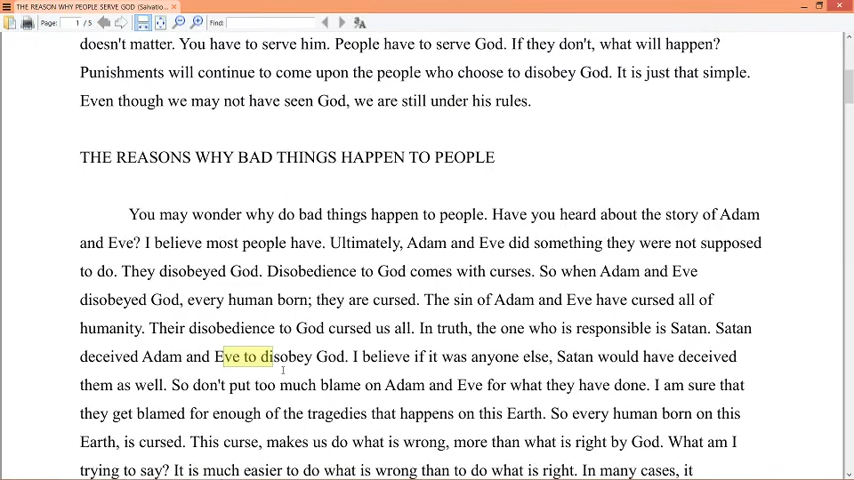 THE REASON WHY PEOPLE SERVE GOD (Salvatio...
Page: 1 / 5 Find:
doesn't matter. You have to serve him. People have to serve God. If they don't, what will happen?
Punishments will continue to come upon the people who choose to disobey God. It is just that simple.
Even though we may not have seen God, we are still under his rules.
THE REASONS WHY BAD THINGS HAPPEN TO PEOPLE
You may wonder why do bad things happen to people. Have you heard about the story of Adam
and Eve? I believe most people have. Ultimately, Adam and Eve did something they were not supposed
to do. They disobeyed God. Disobedience to God comes with curses. So when Adam and Eve
disobeyed God, every human born; they are cursed. The sin of Adam and Eve have cursed all of
humanity. Their disobedience to God cursed us all. In truth, the one who is responsible is Satan. Satan
deceived Adam and Eve to disobey God. I believe if it was anyone else, Satan would have deceived
them as well. So don't put too much blame on Adam and Eve for what they have done. I am sure that
they get blamed for enough of the tragedies that happens on this Earth. So every human born on this
Earth, is cursed. This curse, makes us do what is wrong, more than what is right by God. What am I
trying to say? It is much easier to do what is wrong than to do what is right. In many cases, it